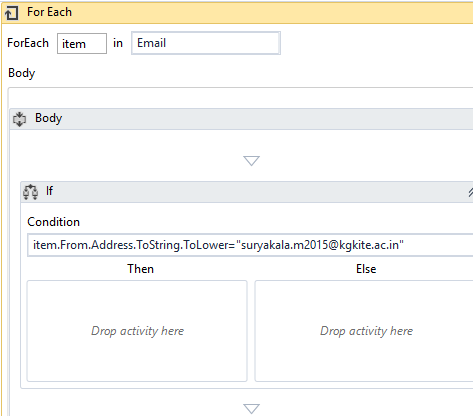 For Each
ForEach item in Email
Body
Body
If
Condition
item.From.Address.ToString.ToLower="suryakala.m2015@kgkite.ac.in"
Then Else
Drop activity here Drop activity here